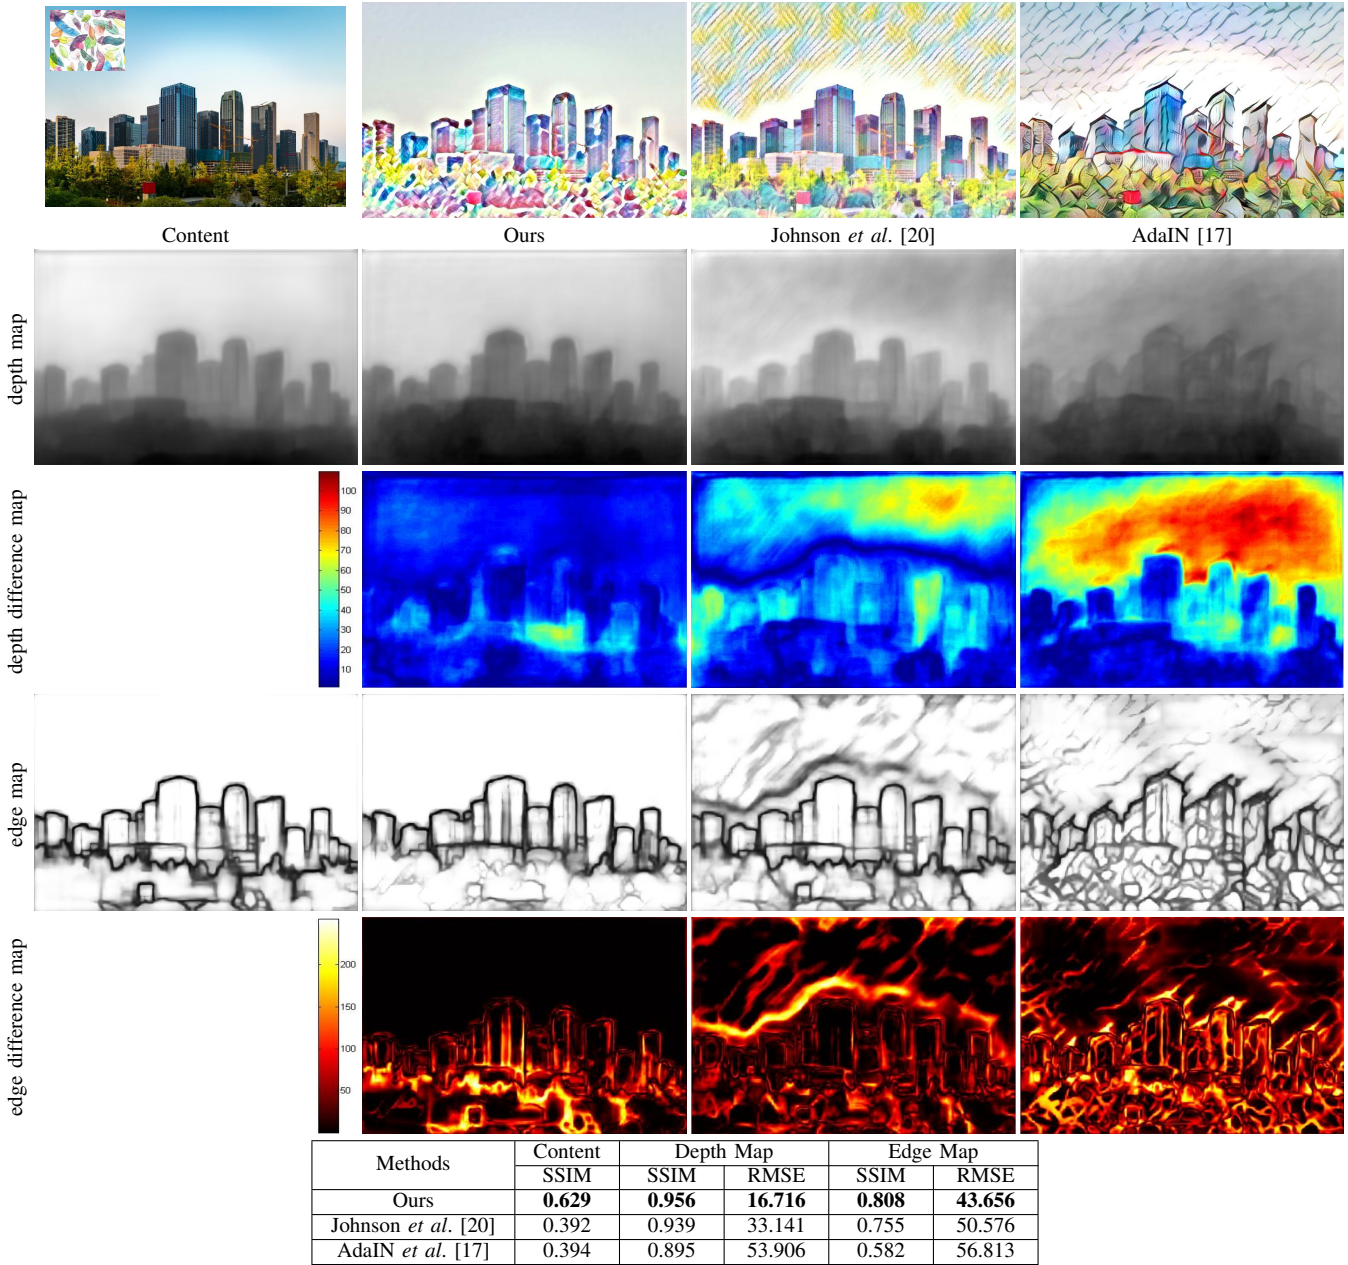 Content Ours Johnson et al. [20] AdaIN [17]
depth map
depth difference map
100
90
80
70
60
50
40
30
20
10
edge map
edge difference map
200
150
100
50
Methods Content Depth Map Edge Map
SSIM SSIM RMSE SSIM RMSE
Ours 0.629 0.956 16.716 0.808 43.656
Johnson et al. [20] 0.392 0.939 33.141 0.755 50.576
AdaIN et al. [17] 0.394 0.895 53.906 0.582 56.813